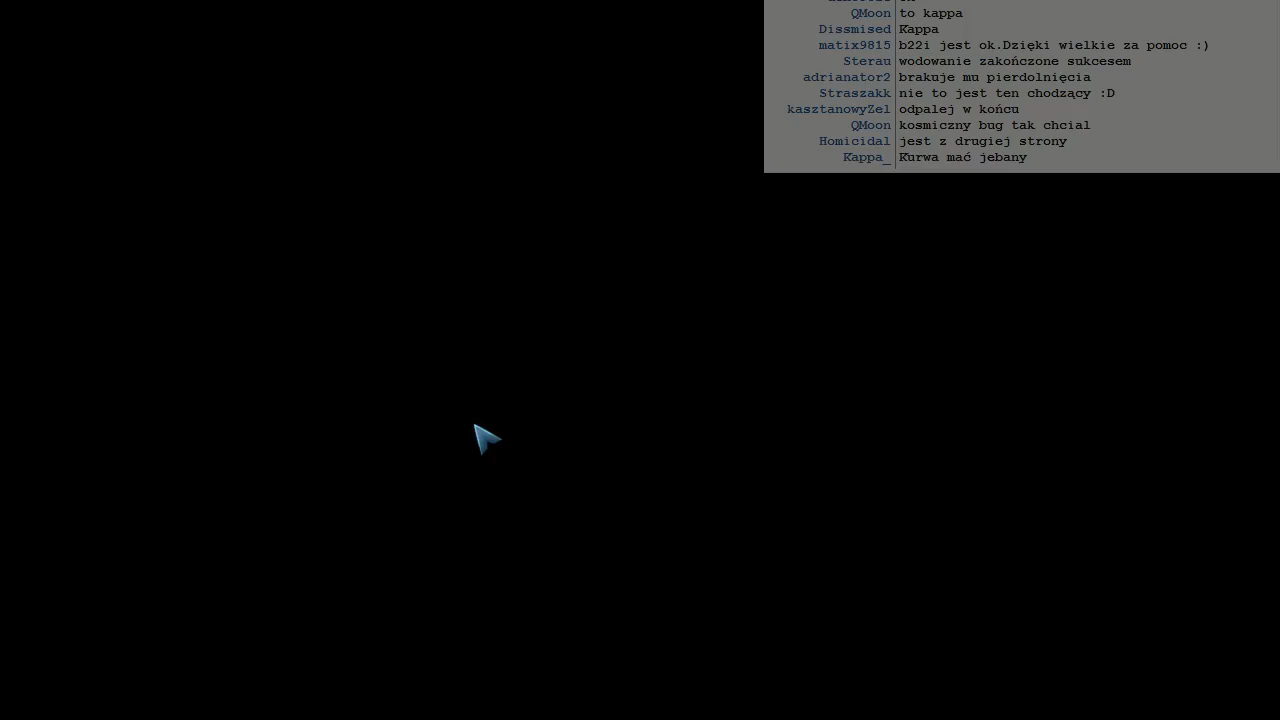 QMoon to kappa
Dissmised Kappa
matix9815 b22i jest ok.Dzięki wielkie za pomoc :)
Sterau wodowanie zakończone sukcesem
adrianator2 brakuje mu pierdolnięcia
Straszakk nie to jest ten chodzący :D
kasztanowyZel odpalej w końcu
QMoon kosmiczny bug tak chcial
Homicidal jest z drugiej strony
Kappa_ Kurwa mać jebany